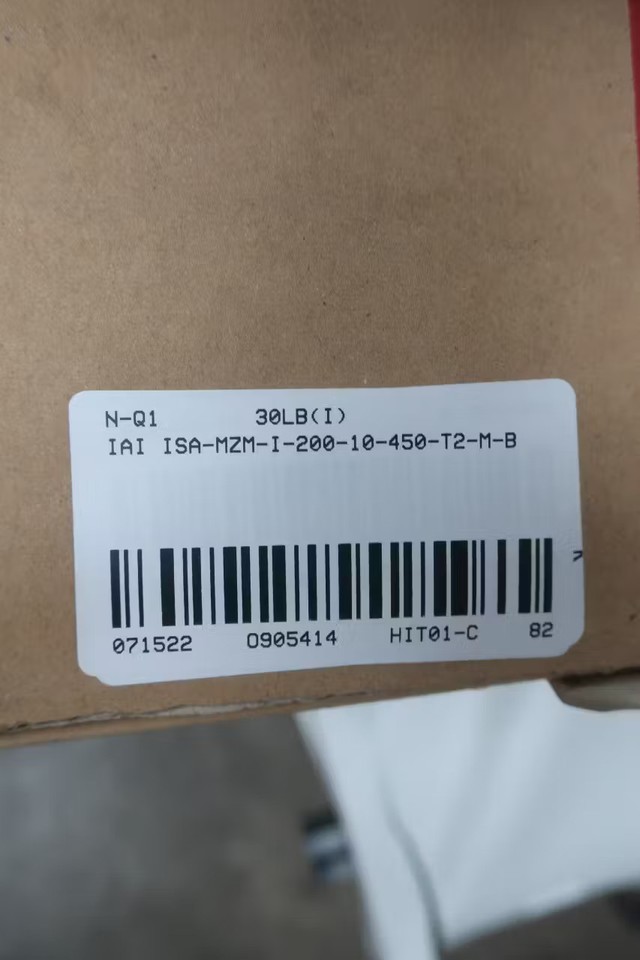 N-Q1 30LB(I)
IAI ISA-MZM-I-200-10-450-T2-M-B
071522 0905414 HIT01-C 82